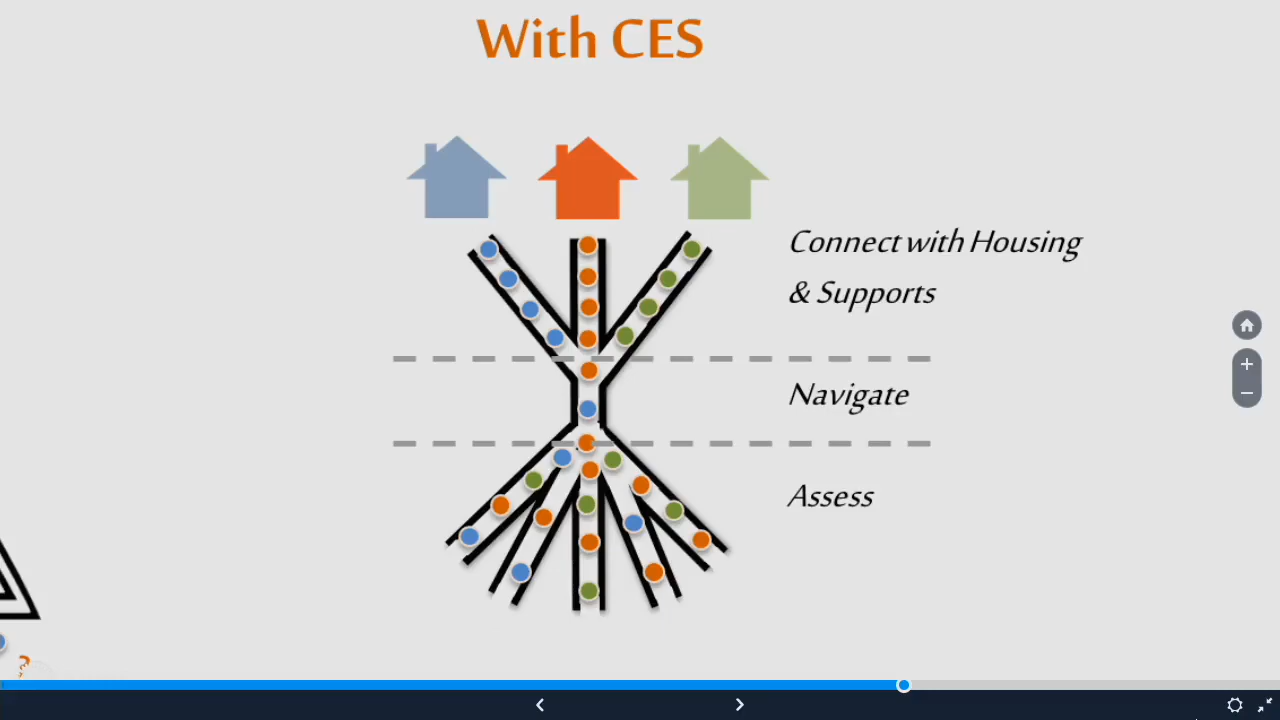 With CES
Connect with Housing
& Supports
Navigate
Assess
?